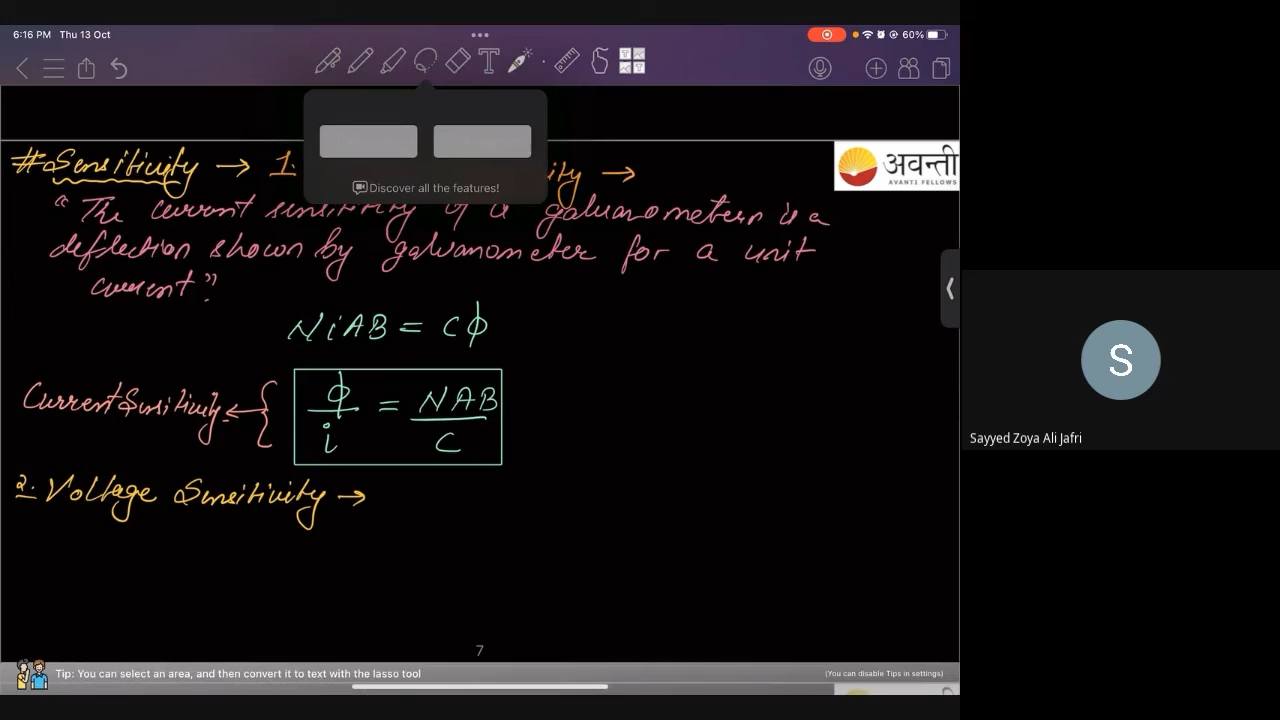 6:16 PM Thu 13 Oct
60%
Discover all the features!
#Sensitivity → 1. ity →
अवन्ती
AVANTI FELLOWS
"The current sensitivity of a galvanometern is a
deflection shown by galvanometer for a unit
current"
NiAB = cϕ
Current Sensitivity ← { ϕ/i = NAB/C
2. Voltage Sensitivity →
7
Tip: You can select an area, and then convert it to text with the lasso tool
(You can disable Tips in settings)
S
Sayyed Zoya Ali Jafri